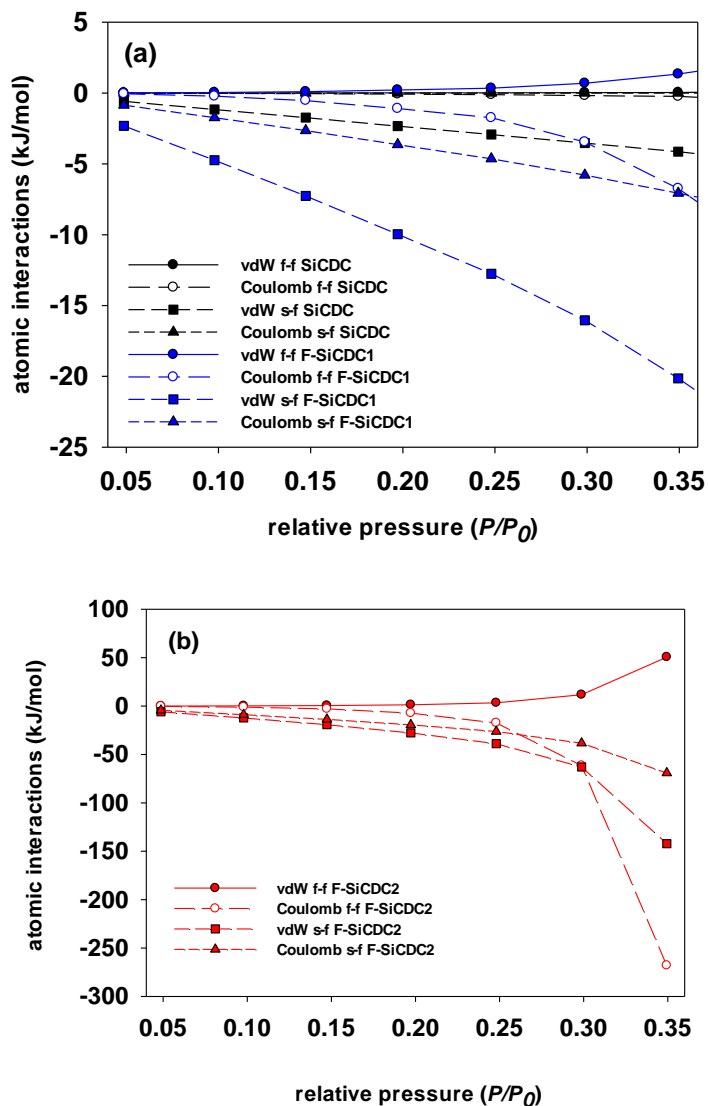 (a)
atomic interactions (kJ/mol)
5
0
-5
-10
-15
-20
-25
vdW f-f SiCDC
Coulomb f-f SiCDC
vdW s-f SiCDC
Coulomb s-f SiCDC
vdW f-f F-SiCDC1
Coulomb f-f F-SiCDC1
vdW s-f F-SiCDC1
Coulomb s-f F-SiCDC1
0.05 0.10 0.15 0.20 0.25 0.30 0.35
relative pressure (P/P0)
(b)
atomic interactions (kJ/mol)
100
50
0
-50
-100
-150
-200
-250
-300
vdW f-f F-SiCDC2
Coulomb f-f F-SiCDC2
vdW s-f F-SiCDC2
Coulomb s-f F-SiCDC2
0.05 0.10 0.15 0.20 0.25 0.30 0.35
relative pressure (P/P0)